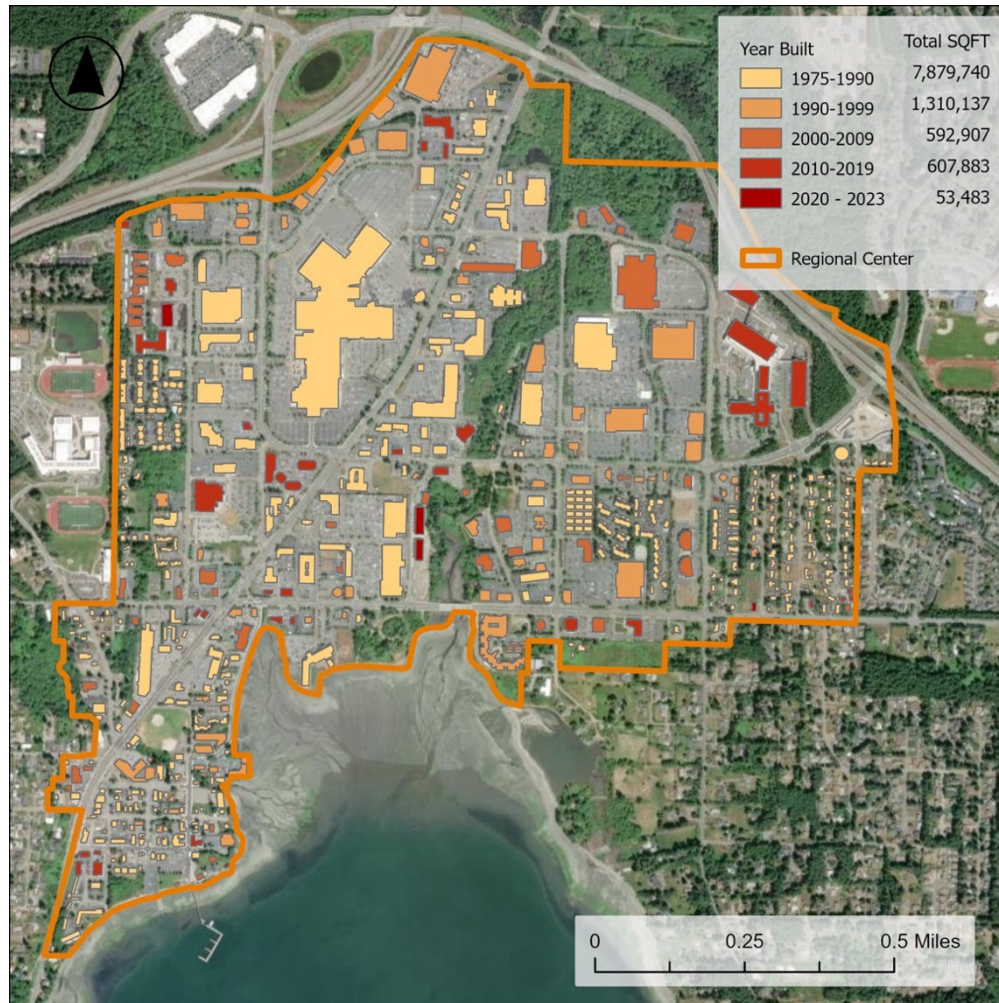 Year Built Total SQFT
1975-1990 7,879,740
1990-1999 1,310,137
2000-2009 592,907
2010-2019 607,883
2020 - 2023 53,483
Regional Center
0 0.25 0.5 Miles